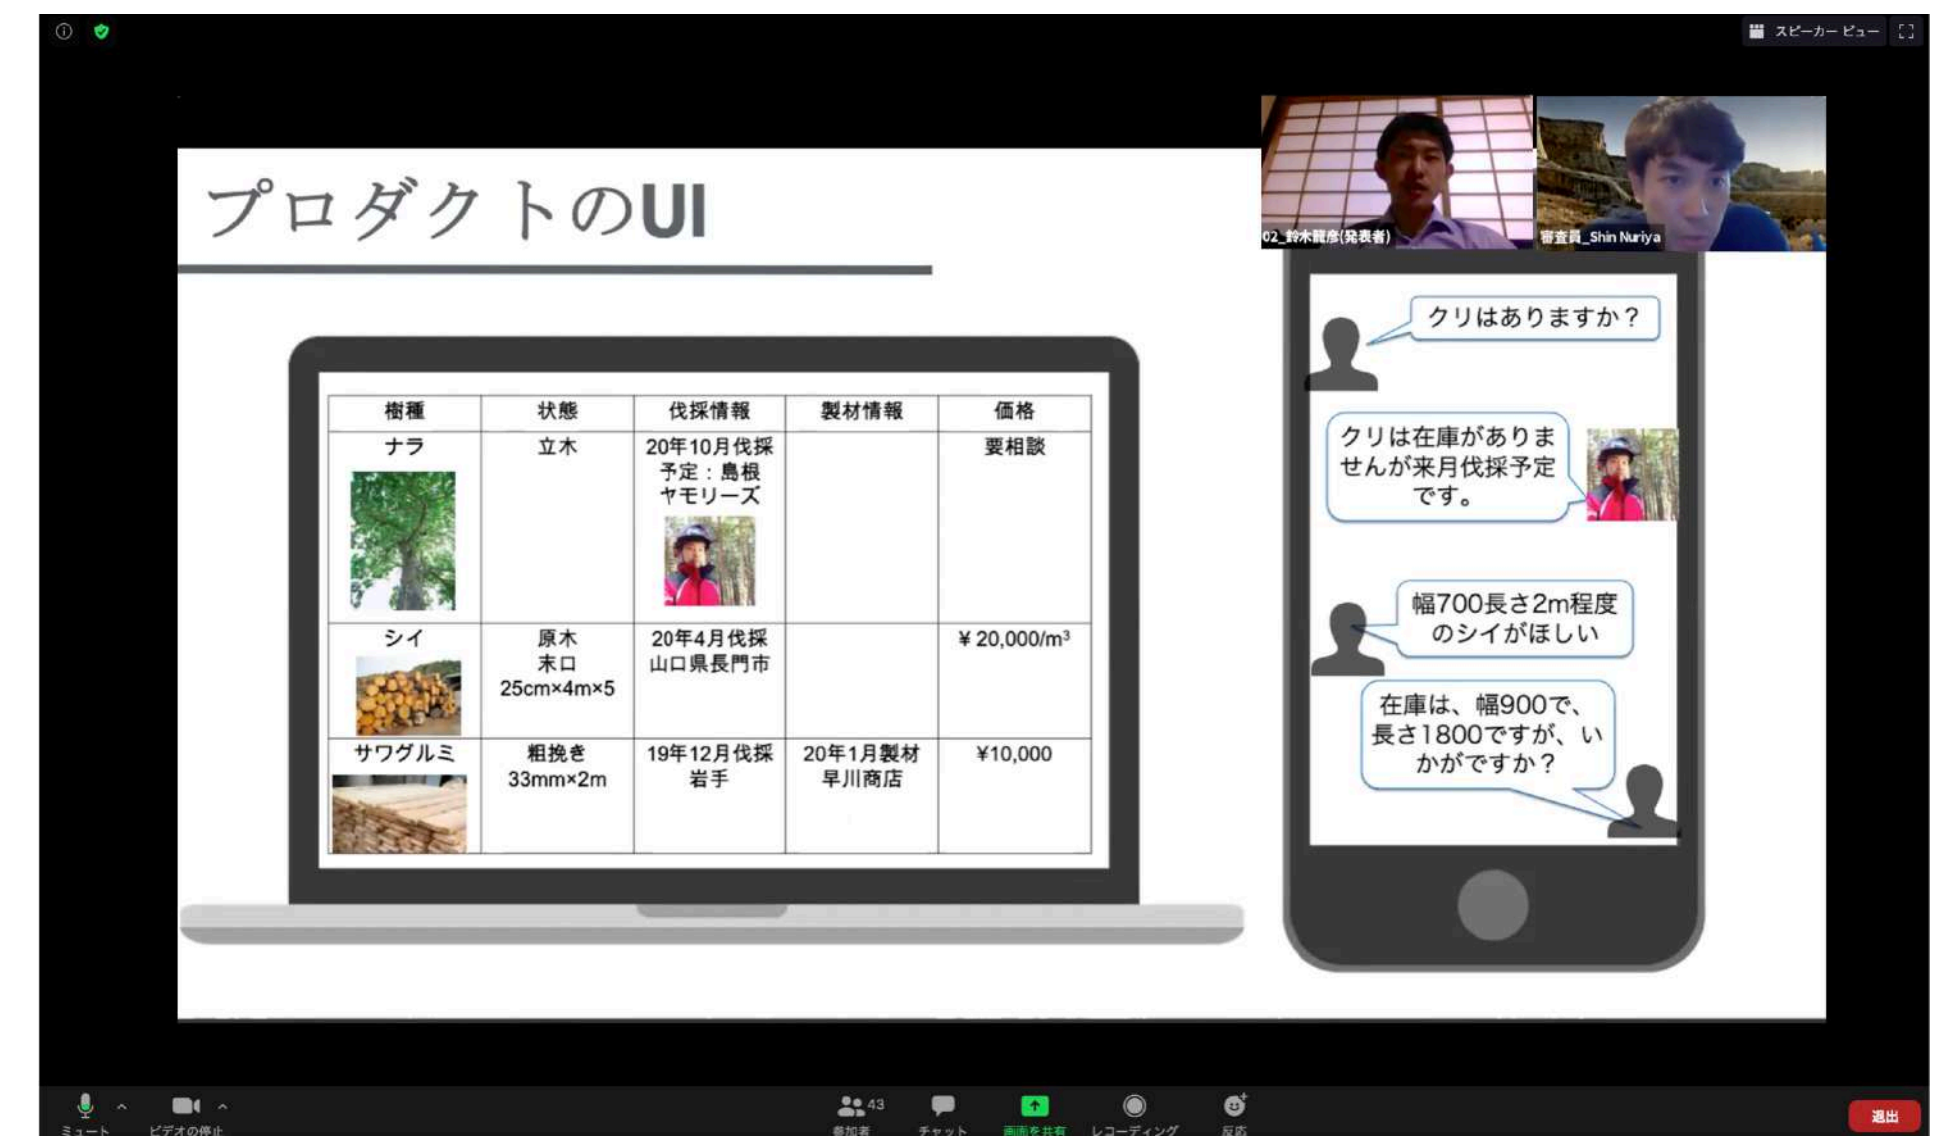 スピーカー ビュー
プロダクトのUI
02_鈴木龍彦(発表者)
審査員_Shin Nuriya
樹種 状態 伐採情報 製材情報 価格
ナラ 立木 20年10月伐採 要相談
予定：島根
ヤモリーズ
シイ 原木 20年4月伐採 ¥ 20,000/m³
末口 山口県長門市
25cm×4m×5
サワグルミ 粗挽き 19年12月伐採 20年1月製材 ¥10,000
33mm×2m 岩手 早川商店
クリはありますか？
クリは在庫がありま
せんが来月伐採予定
です。
幅700長さ2m程度
のシイがほしい
在庫は、幅900で、
長さ1800ですが、い
かがですか？
43
ミュート ビデオの停止 参加者 チャット 画面を共有 レコーディング 反応 退出